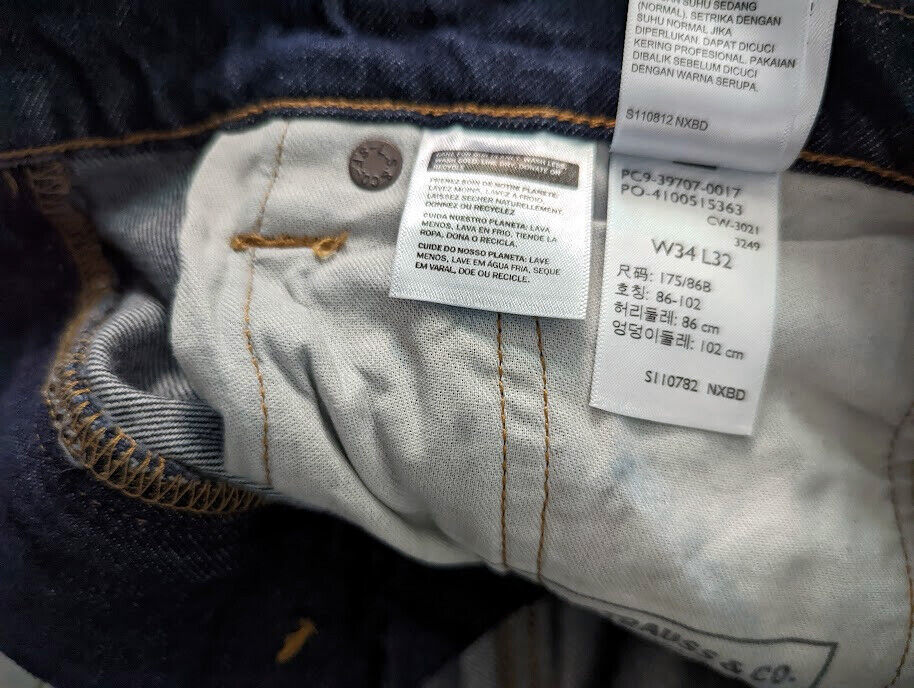 SUHU SEDANG
(NORMAL). SETRIKA DENGAN
SUHU NORMAL JIKA
DIPERLUKAN. DAPAT DICUCI
KERING PROFESIONAL. PAKAIAN
DIBALIK SEBELUM DICUCI
DENGAN WARNA SERUPA.
S110812 NXBD
PC9-39707-0017
PO-4100515363
CW-3021
3249
W34 L32
尺码: 175/86B
호칭: 86-102
허리둘레: 86 cm
엉덩이둘레: 102 cm
S110782 NXBD
PRENEZ SOIN DE NOTRE PLANETE:
LAVEZ MOINS, LAVEZ A FROID,
LAISSEZ SECHER NATURELLEMENT,
DONNEZ OU RECYCLEZ
CUIDA NUESTRO PLANETA: LAVA
MENOS, LAVA EN FRIO, TIENDE LA
ROPA, DONA O RECICLA.
CUIDE DO NOSSO PLANETA: LAVE
MENOS, LAVE EM ÁGUA FRIA, SEQUE
EM VARAL, DOE OU RECICLE.
& CO.